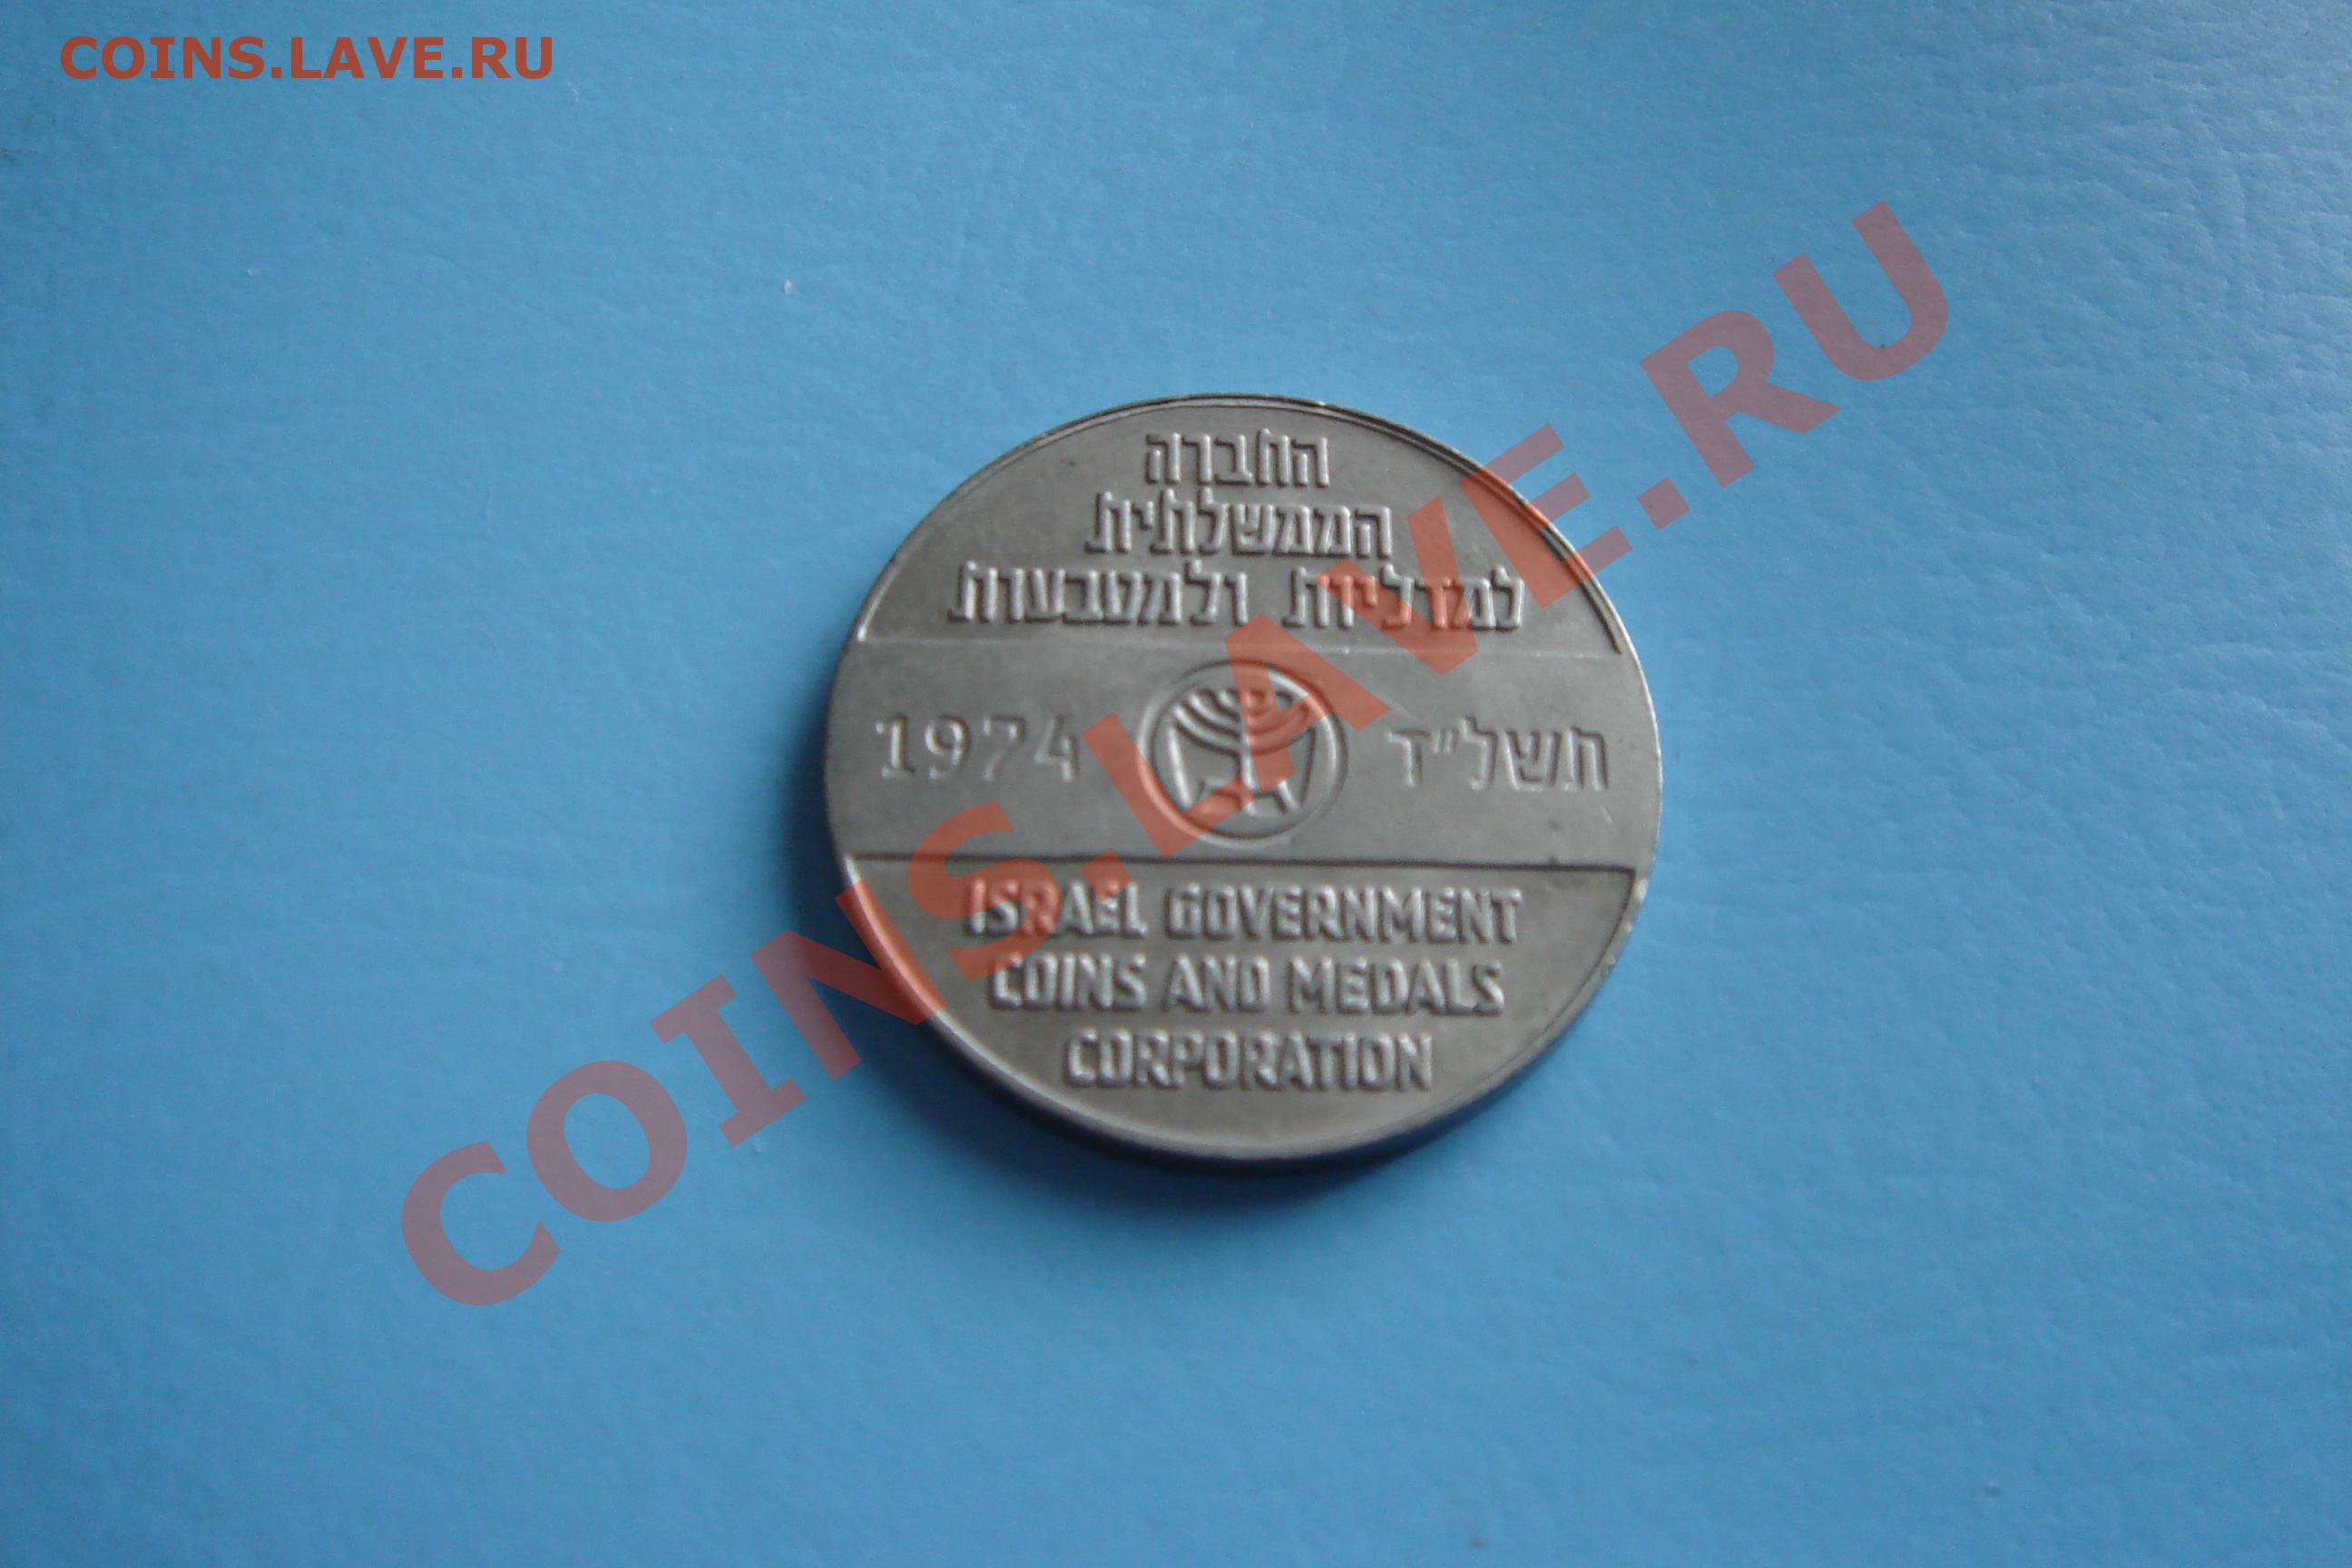 COINS.LAVE.RU
החברה
הממשלתית
למדליות ולמטבעות
1974 תשל"ד
ISRAEL GOVERNMENT
COINS AND MEDALS
CORPORATION
COINS.LAVE.RU